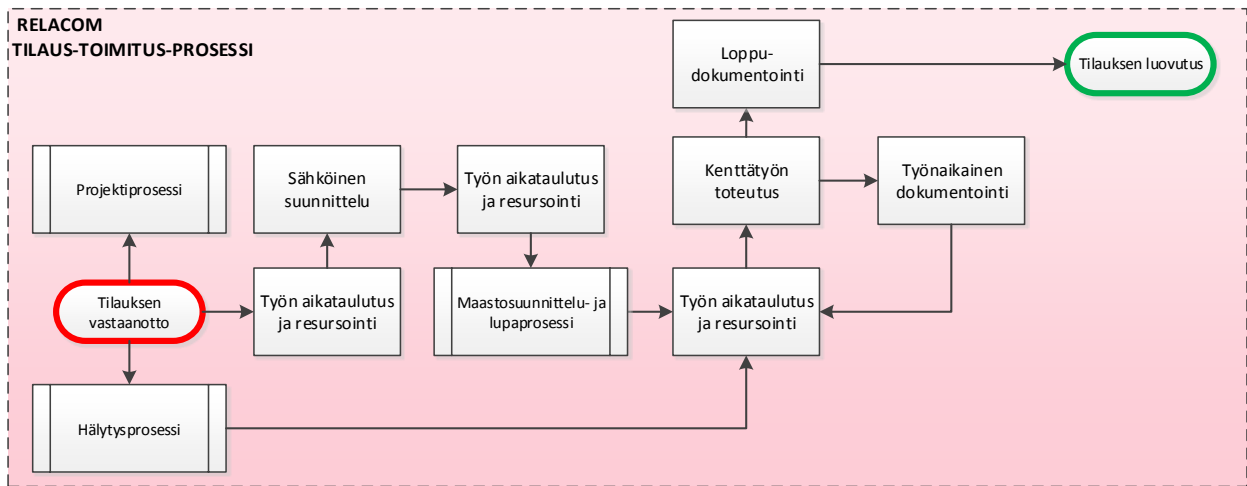 RELACOM
TILAUS-TOIMITUS-PROSESSI
Loppu-
dokumentointi
Tilauksen luovutus
Projektiprosessi
Sähköinen
suunnittelu
Työn aikataulutus
ja resursointi
Kenttätyön
toteutus
Työnaikainen
dokumentointi
Tilauksen
vastaanotto
Työn aikataulutus
ja resursointi
Maastosuunnittelu- ja
lupaprosessi
Työn aikataulutus
ja resursointi
Hälytysprosessi